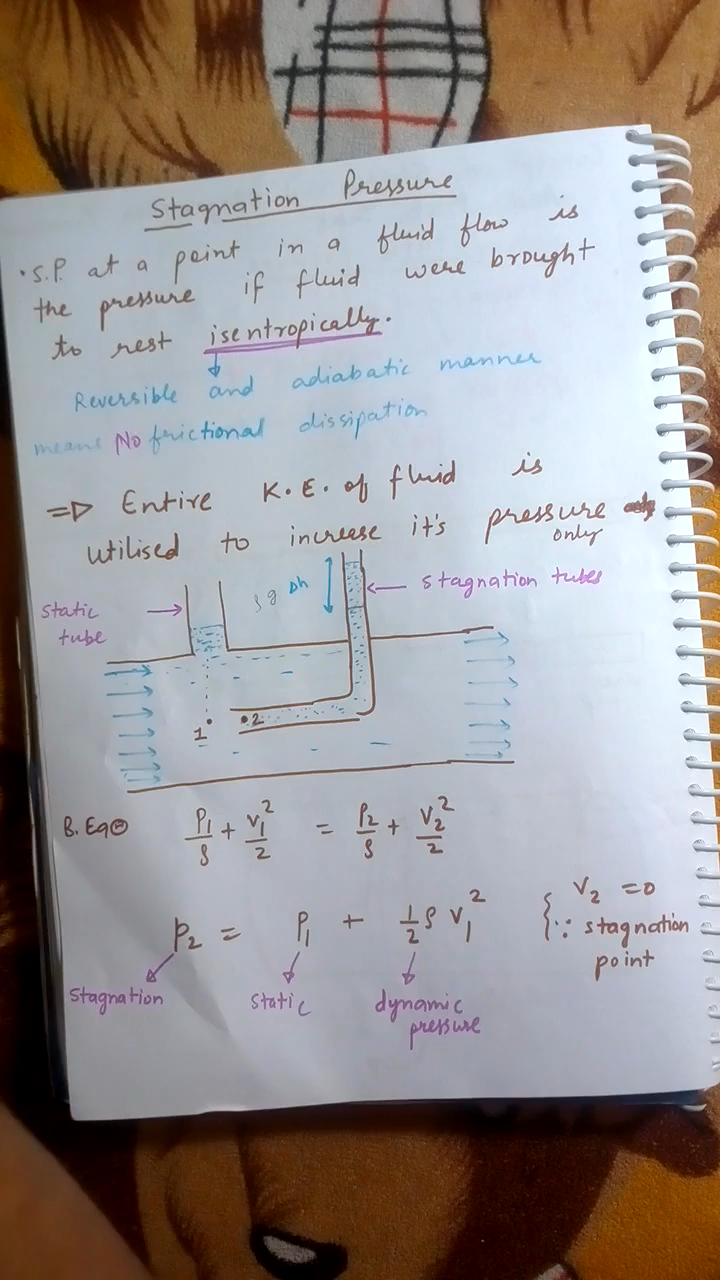 Stagnation Pressure
• S.P. at a point in a fluid flow is
the pressure if fluid were brought
to rest isentropically.
Reversible and adiabatic manner
means No frictional dissipation
⇒ Entire K.E. of fluid is
utilised to increase it's pressure
only
static
tube
ρg Δh
stagnation tubes
1
2
B. Eq
P₁/ρ + v₁²/2 = P₂/ρ + v₂²/2
P₂ = P₁ + 1/2 ρ v₁² { v₂ = 0
∵ stagnation
point
Stagnation static dynamic
pressure